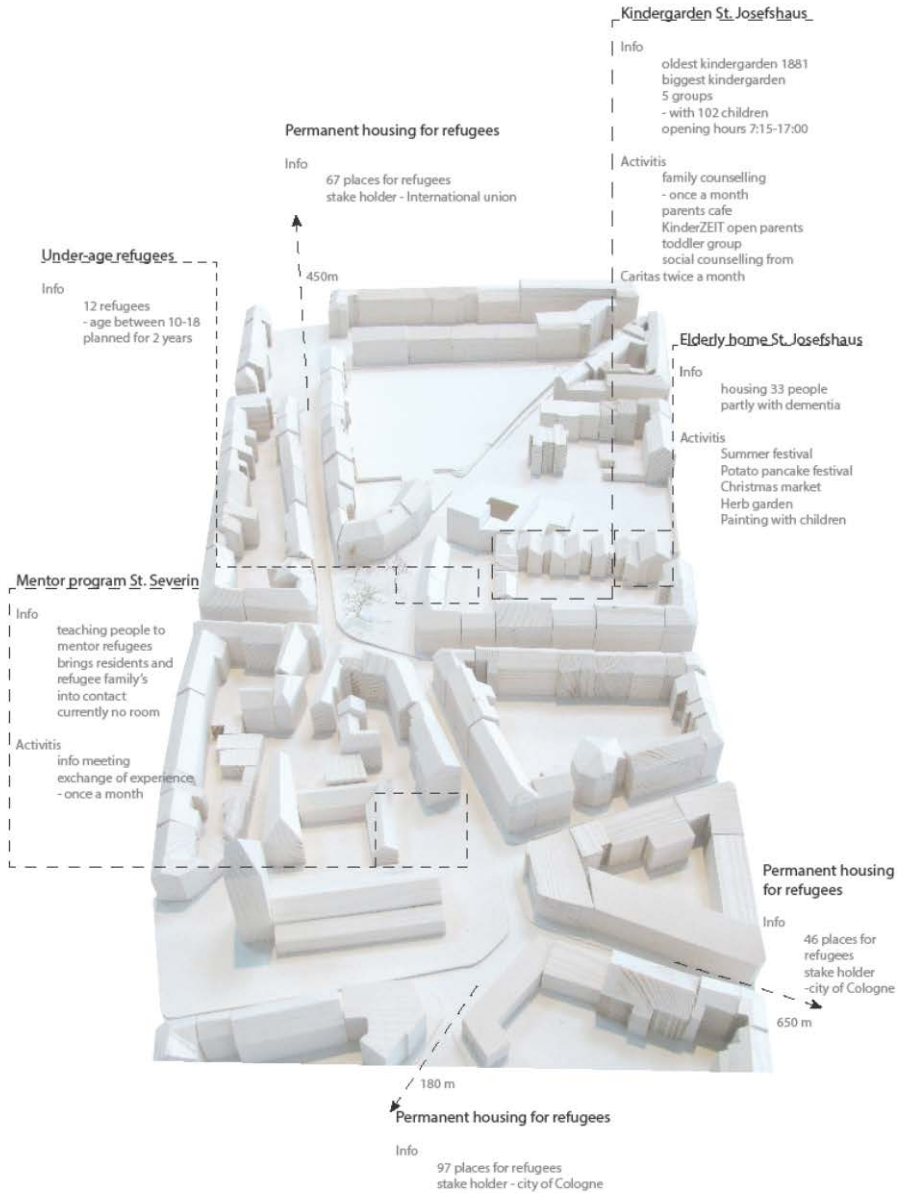 Kindergarden St. Josefshaus
Info
oldest kindergarden 1881
biggest kindergarden
5 groups
- with 102 children
opening hours 7:15-17:00
Activitis
family counselling
- once a month
parents cafe
KinderZEIT open parents
toddler group
social counselling from
Caritas twice a month
Permanent housing for refugees
Info
67 places for refugees
stake holder - International union
450m
Under-age refugees
Info
12 refugees
- age between 10-18
planned for 2 years
Elderly home St. Josefshaus
Info
housing 33 people
partly with dementia
Activitis
Summer festival
Potato pancake festival
Christmas market
Herb garden
Painting with children
Mentor program St. Severin
Info
teaching people to
mentor refugees
brings residents and
refugee family's
into contact
currently no room
Activitis
info meeting
exchange of experience
- once a month
Permanent housing
for refugees
Info
46 places for
refugees
stake holder
-city of Cologne
650 m
180 m
Permanent housing for refugees
Info
97 places for refugees
stake holder - city of Cologne